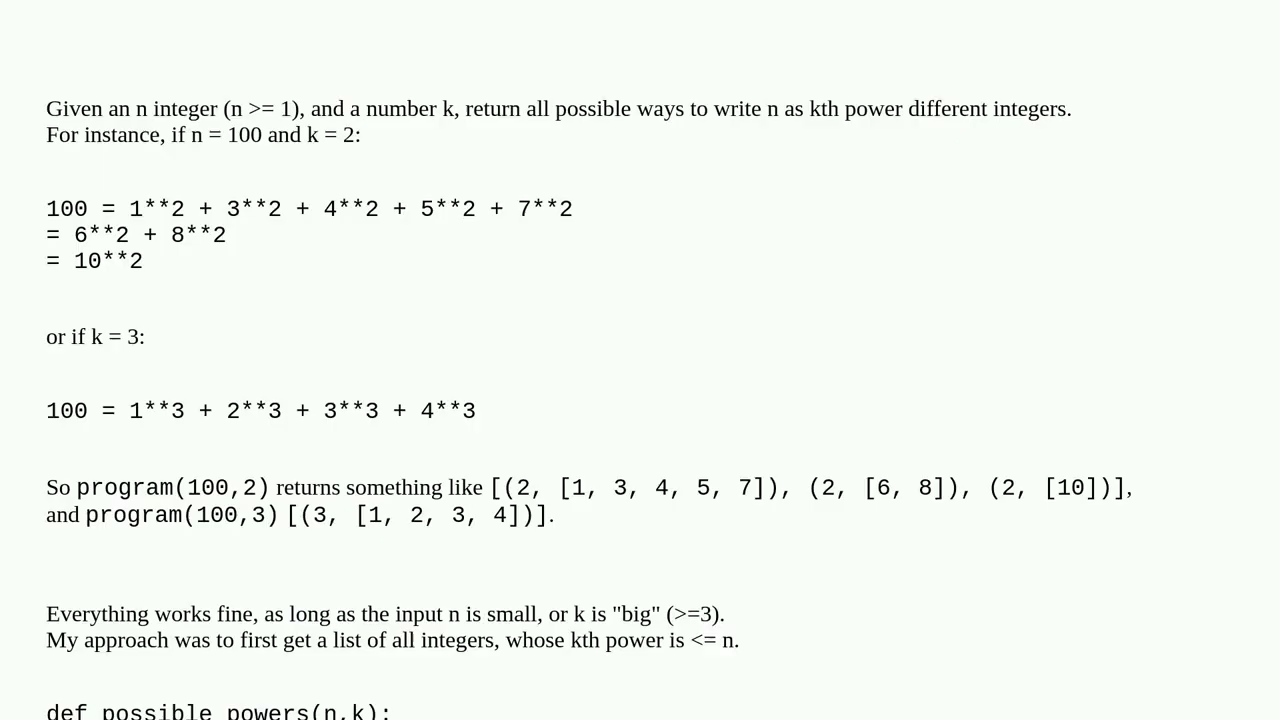 Given an n integer (n >= 1), and a number k, return all possible ways to write n as kth power different integers.
For instance, if n = 100 and k = 2:
100 = 1**2 + 3**2 + 4**2 + 5**2 + 7**2
= 6**2 + 8**2
= 10**2
or if k = 3:
100 = 1**3 + 2**3 + 3**3 + 4**3
So program(100,2) returns something like [(2, [1, 3, 4, 5, 7]), (2, [6, 8]), (2, [10])],
and program(100,3) [(3, [1, 2, 3, 4])].
Everything works fine, as long as the input n is small, or k is "big" (>=3).
My approach was to first get a list of all integers, whose kth power is <= n.
def possible_powers(n,k):